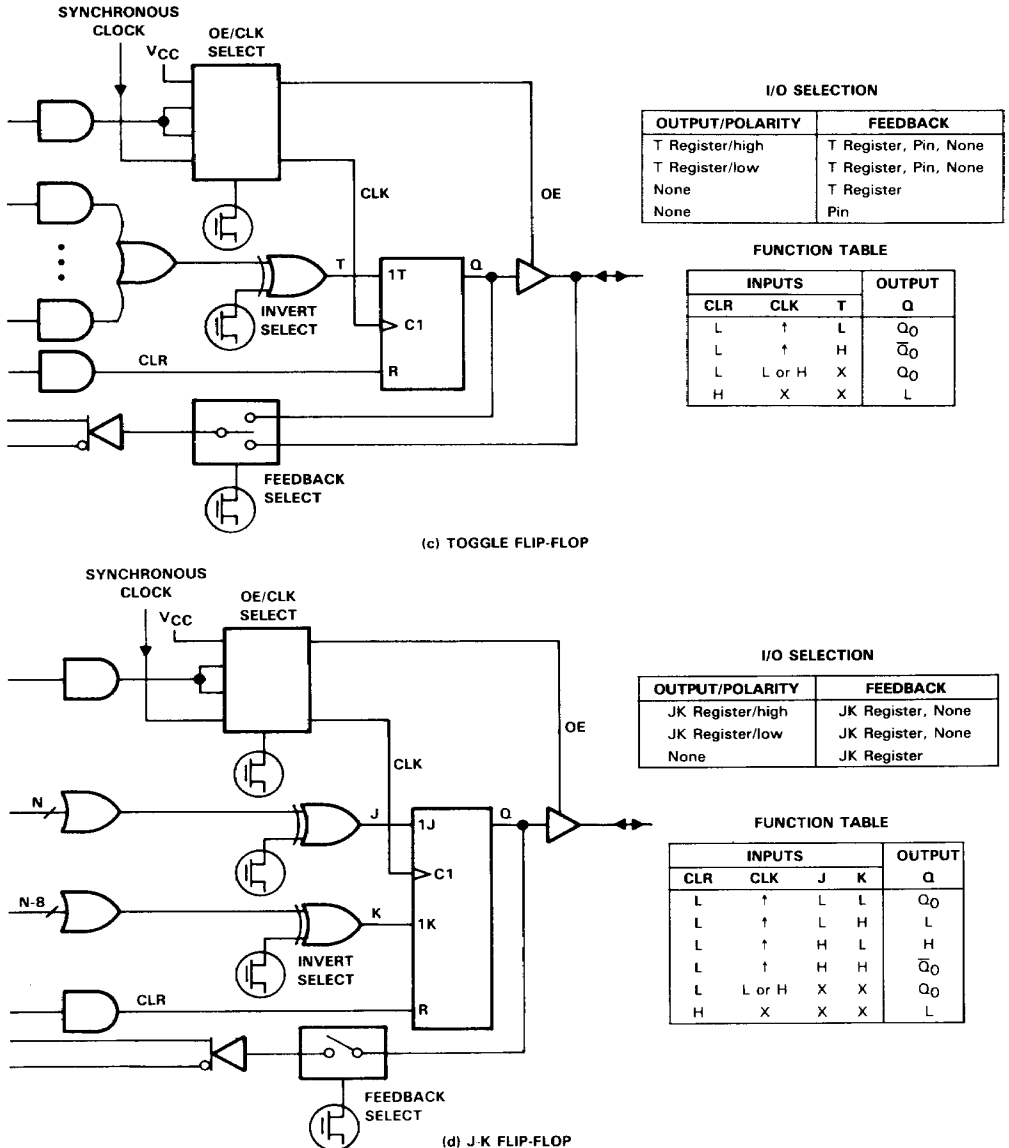 SYNCHRONOUS
CLOCK
VCC
OE/CLK
SELECT
CLK
OE
T
1T
Q
C1
INVERT
SELECT
CLR
R
FEEDBACK
SELECT
I/O SELECTION
OUTPUT/POLARITY FEEDBACK
T Register/high T Register, Pin, None
T Register/low T Register, Pin, None
None T Register
None Pin
FUNCTION TABLE
INPUTS OUTPUT
CLR CLK T Q
L ↑ L Q0
L ↑ H Q̅0
L L or H X Q0
H X X L
(c) TOGGLE FLIP-FLOP
SYNCHRONOUS
CLOCK
VCC
OE/CLK
SELECT
CLK
OE
N
J
1J
Q
C1
N-8
K
1K
INVERT
SELECT
CLR
R
FEEDBACK
SELECT
I/O SELECTION
OUTPUT/POLARITY FEEDBACK
JK Register/high JK Register, None
JK Register/low JK Register, None
None JK Register
FUNCTION TABLE
INPUTS OUTPUT
CLR CLK J K Q
L ↑ L L Q0
L ↑ L H L
L ↑ H L H
L ↑ H H Q̅0
L L or H X X Q0
H X X X L
(d) J-K FLIP-FLOP